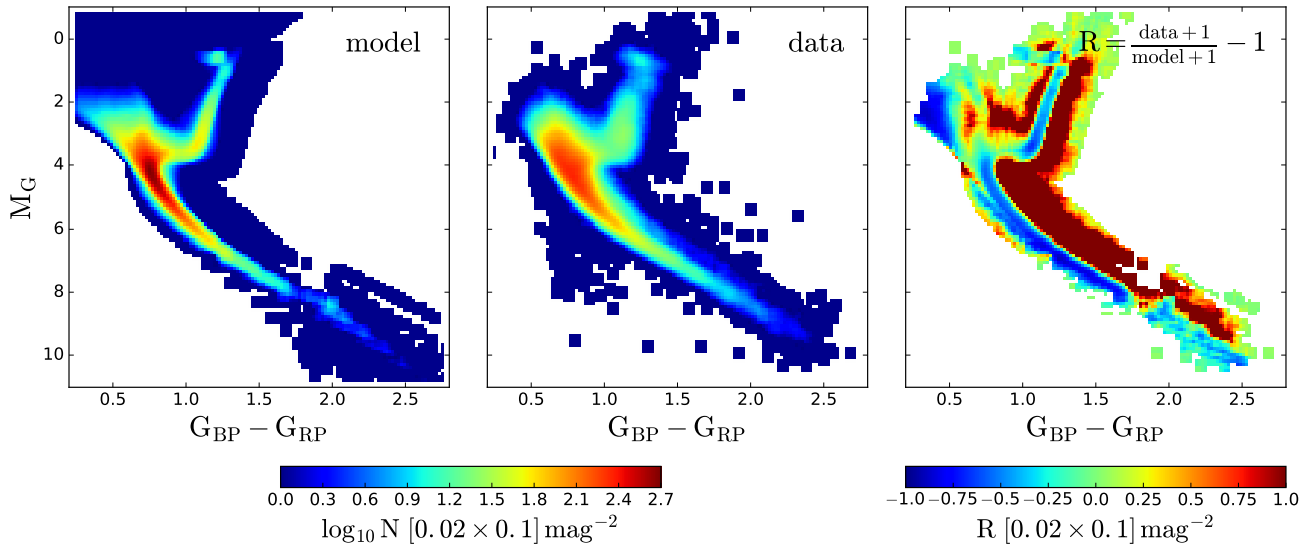 model
data
R = \frac{data + 1}{model + 1} − 1
M_G
0
2
4
6
8
10
0.5 1.0 1.5 2.0 2.5
0.5 1.0 1.5 2.0 2.5
0.5 1.0 1.5 2.0 2.5
G_BP − G_RP
G_BP − G_RP
G_BP − G_RP
0.0 0.3 0.6 0.9 1.2 1.5 1.8 2.1 2.4 2.7
log_10 N [0.02 × 0.1] mag^−2
−1.0 −0.75 −0.5 −0.25 0.0 0.25 0.5 0.75 1.0
R [0.02 × 0.1] mag^−2